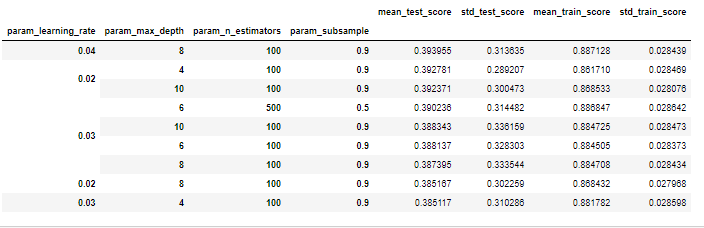 mean_test_score std_test_score mean_train_score std_train_score
param_learning_rate param_max_depth param_n_estimators param_subsample
0.04 8 100 0.9 0.393955 0.313635 0.887128 0.028439
0.02 4 100 0.9 0.392781 0.289207 0.861710 0.028469
10 100 0.9 0.392371 0.300473 0.868533 0.028076
0.03 6 500 0.5 0.390236 0.314482 0.886847 0.028642
10 100 0.9 0.388343 0.336159 0.884725 0.028473
6 100 0.9 0.388137 0.328303 0.884505 0.028373
8 100 0.9 0.387395 0.333544 0.884708 0.028434
0.02 8 100 0.9 0.385167 0.302259 0.868432 0.027968
0.03 4 100 0.9 0.385117 0.310286 0.881782 0.028598